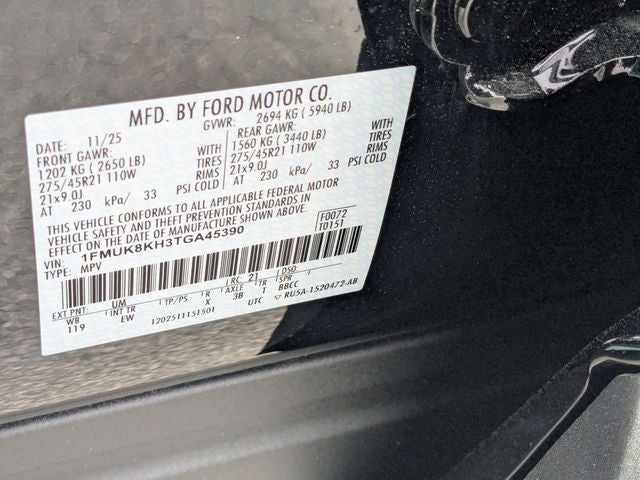 MFD. BY FORD MOTOR CO.
DATE: 11/25 GVWR: 2694 KG ( 5940 LB)
FRONT GAWR: WITH REAR GAWR: WITH
1202 KG ( 2650 LB) TIRES 1560 KG ( 3440 LB) TIRES
275/45R21 110W RIMS 275/45R21 110W RIMS
21x9.0J PSI COLD 21x9.0J PSI COLD
AT 230 kPa/ 33 AT 230 kPa/ 33
THIS VEHICLE CONFORMS TO ALL APPLICABLE FEDERAL MOTOR
VEHICLE SAFETY AND THEFT PREVENTION STANDARDS IN
EFFECT ON THE DATE OF MANUFACTURE SHOWN ABOVE. F0072
VIN: 1FMUK8KH3TGA45390 T0151
TYPE: MPV
EXT PNT: UM RC: 21 DSO:
WB INT TR TP/PS R AXLE TR SPR
119 EW X 3B T BBCC
1202511151501 UTC RU5A-1520472-AB